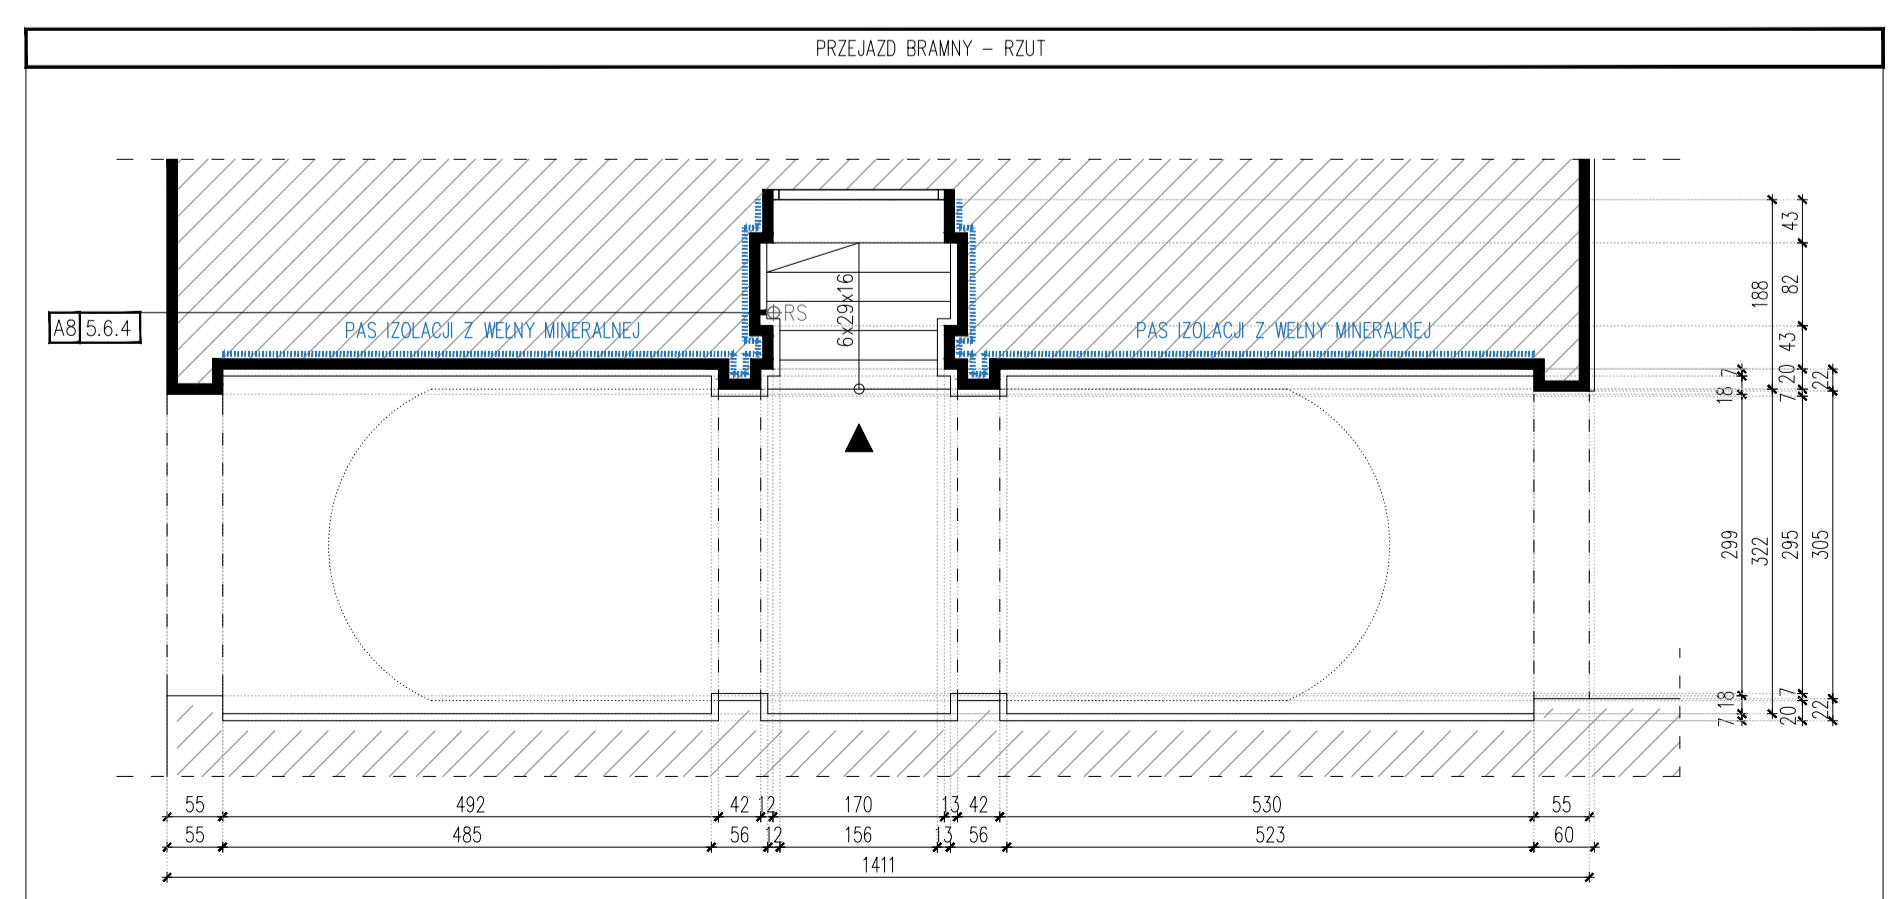 PRZEJAZD BRAMNY – RZUT
43
82
188
43
20
7
22
18
7
A8 5.6.4
RS
6x29x16
PAS IZOLACJI Z WEŁNY MINERALNEJ
PAS IZOLACJI Z WEŁNY MINERALNEJ
299
322
295
305
18
7
7
20
22
55 492 42 12 170 13 42 530 55
55 485 56 12 156 13 56 523 60
1411